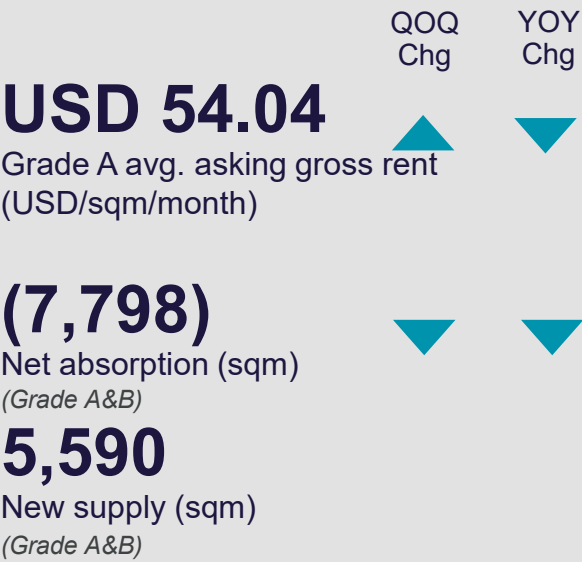 QOQ YOY
Chg Chg
USD 54.04
Grade A avg. asking gross rent
(USD/sqm/month)
(7,798)
Net absorption (sqm)
(Grade A&B)
5,590
New supply (sqm)
(Grade A&B)